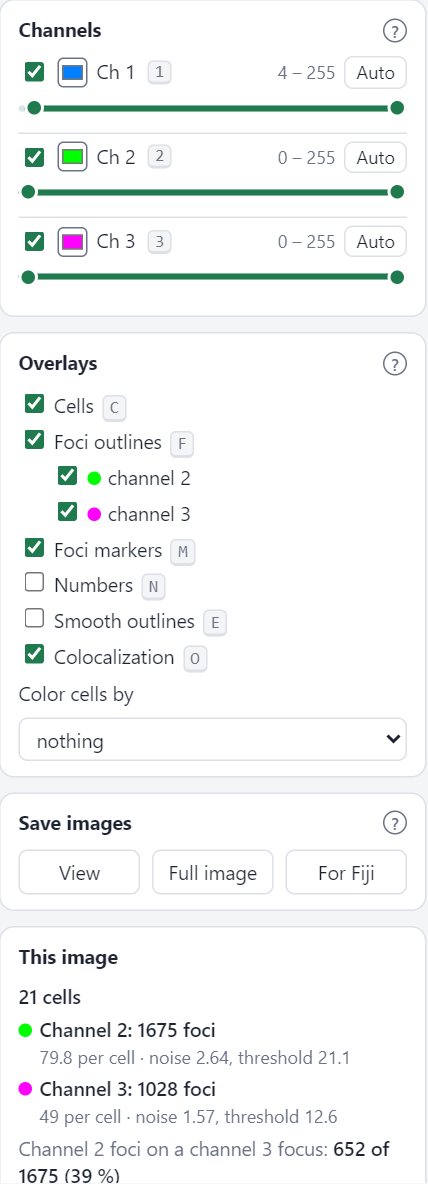 Channels ?
Ch 1 1 4 – 255 Auto
Ch 2 2 0 – 255 Auto
Ch 3 3 0 – 255 Auto
Overlays ?
Cells C
Foci outlines F
channel 2
channel 3
Foci markers M
Numbers N
Smooth outlines E
Colocalization O
Color cells by
nothing
Save images ?
View Full image For Fiji
This image
21 cells
Channel 2: 1675 foci
79.8 per cell · noise 2.64, threshold 21.1
Channel 3: 1028 foci
49 per cell · noise 1.57, threshold 12.6
Channel 2 foci on a channel 3 focus: 652 of
1675 (39 %)